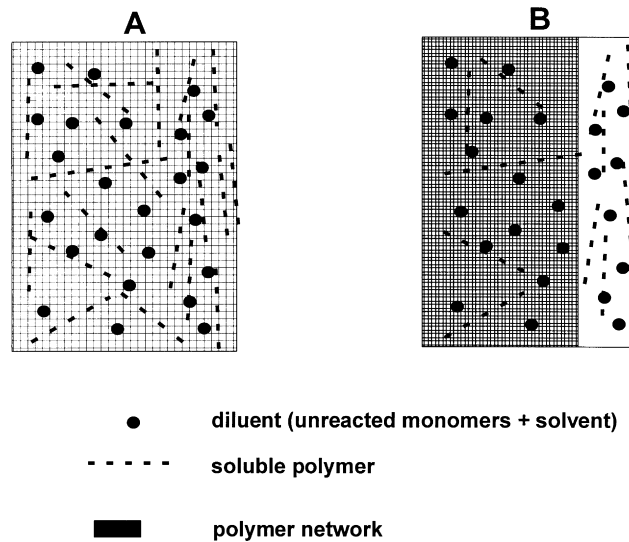 A
B
diluent (unreacted monomers + solvent)
soluble polymer
polymer network